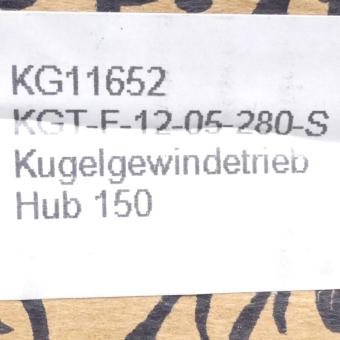 KG11652
KGT-F-12-05-280-S
Kugelgewindetrieb
Hub 150